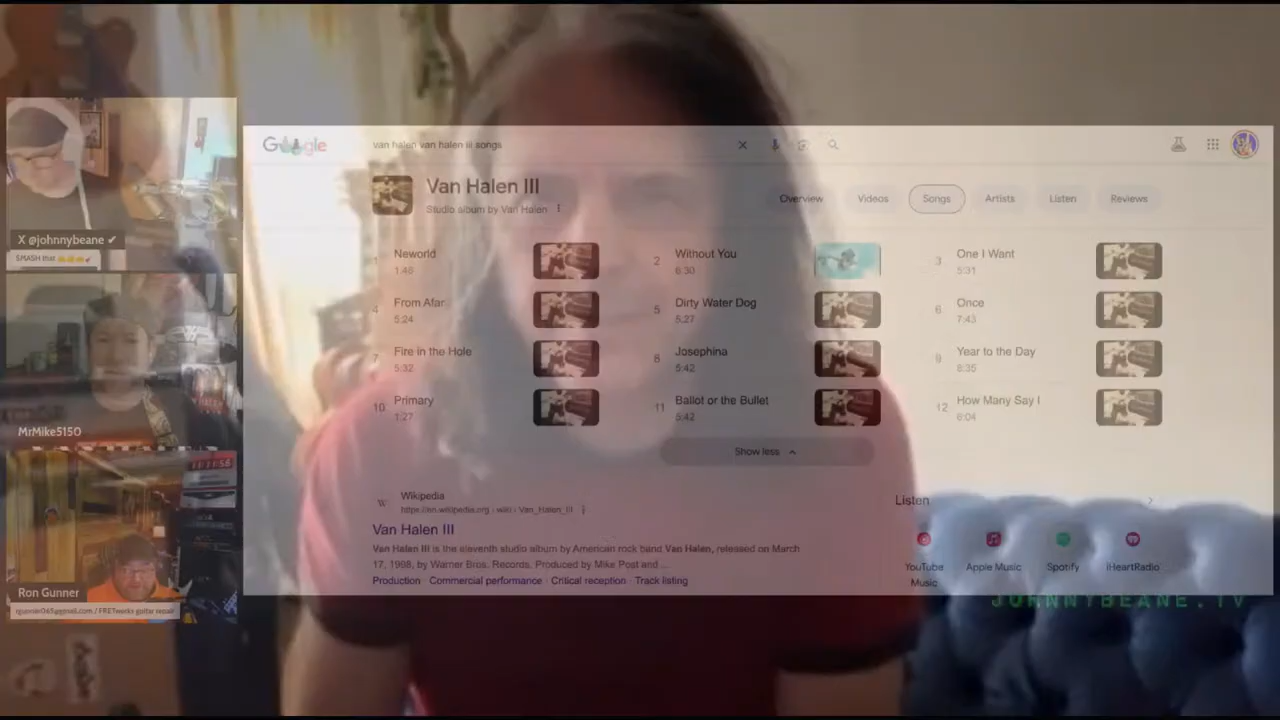 Google
van halen van halen iii songs
Van Halen III
Studio album by Van Halen
Overview
Videos
Songs
Artists
Listen
Reviews
1 Neworld
1:46
2 Without You
6:30
3 One I Want
5:31
4 From Afar
5:24
5 Dirty Water Dog
5:27
6 Once
7:43
7 Fire in the Hole
5:32
8 Josephina
5:42
9 Year to the Day
8:35
10 Primary
1:27
11 Ballot or the Bullet
5:42
12 How Many Say I
6:04
Show less
W Wikipedia
https://en.wikipedia.org › wiki › Van_Halen_III
Van Halen III
Van Halen III is the eleventh studio album by American rock band Van Halen, released on March
17, 1998, by Warner Bros. Records. Produced by Mike Post and ...
Production · Commercial performance · Critical reception · Track listing
Listen
YouTube
Music
Apple Music
Spotify
iHeartRadio
X @johnnybeane ✔
SMASH that
MrMike5150
Ron Gunner
rgunner065@gmail.com / FRETworks guitar repair
JOHNNYBEANE.TV